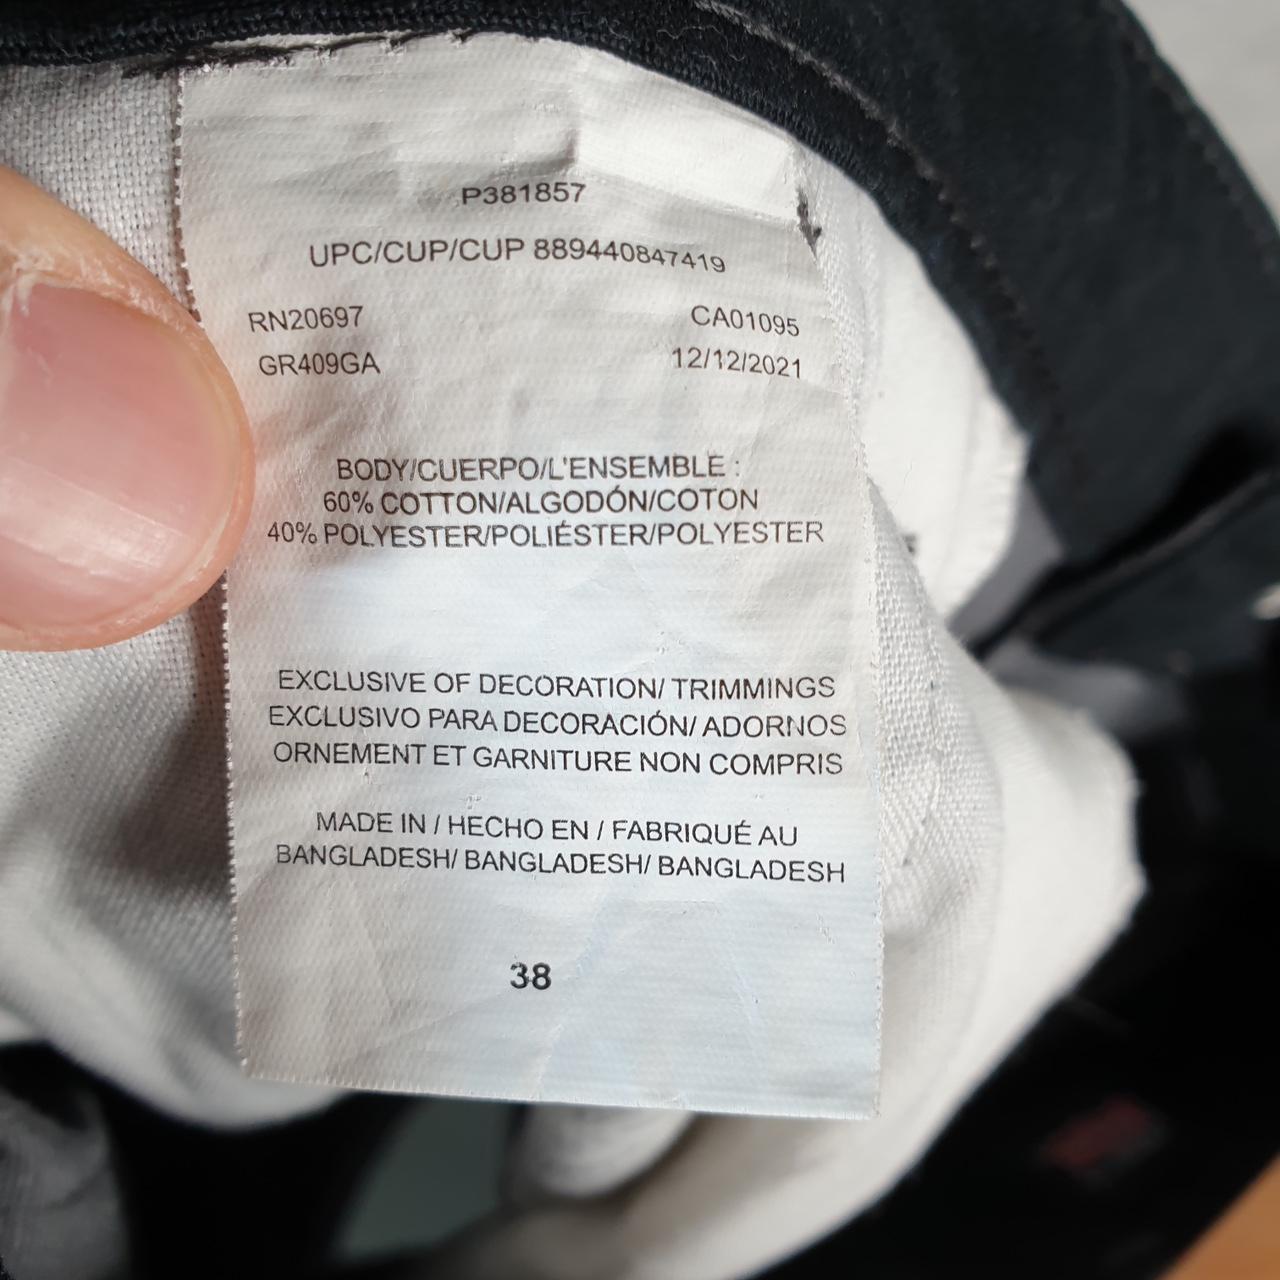 P381857
UPC/CUP/CUP 889440847419
RN20697 CA01095
GR409GA 12/12/2021
BODY/CUERPO/L'ENSEMBLE :
60% COTTON/ALGODÓN/COTON
40% POLYESTER/POLIÉSTER/POLYESTER
EXCLUSIVE OF DECORATION/ TRIMMINGS
EXCLUSIVO PARA DECORACIÓN/ ADORNOS
ORNEMENT ET GARNITURE NON COMPRIS
MADE IN / HECHO EN / FABRIQUÉ AU
BANGLADESH/ BANGLADESH/ BANGLADESH
38